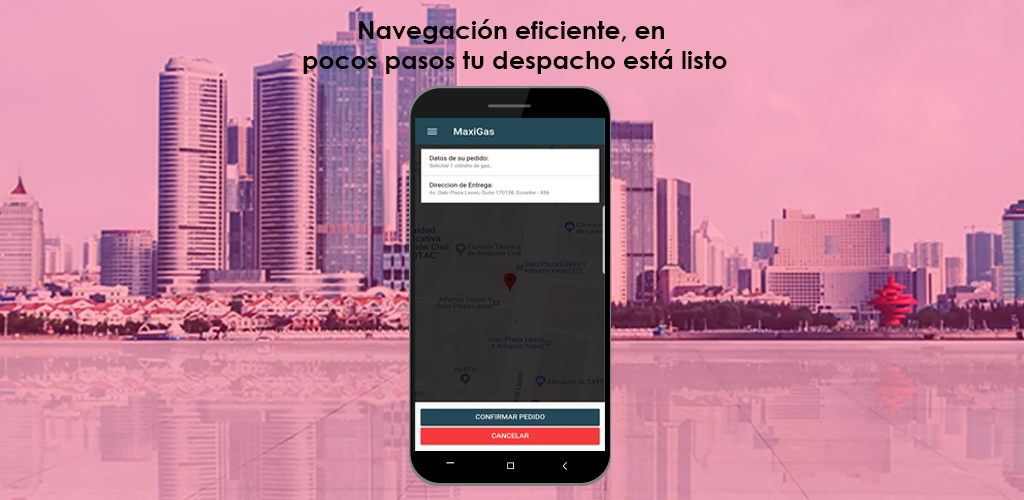 Navegación eficiente, en
pocos pasos tu despacho está listo
MaxiGas
Datos de su pedido:
Solicitar 1 cilindro de gas..
Direccion de Entrega:
Av. Galo Plaza Lasso, Quito 170138, Ecuador - 456
Escuela Técnica
de Aviación Civil
Galo Plaza Lasso Y
Alfonso Yepez (2)
Alfonso Yepez Y
Galo Plaza Lasso
Galo Plaza Lasso
Y Alfonso Yepez
Almacén ALTATE
CONFIRMAR PEDIDO
CANCELAR